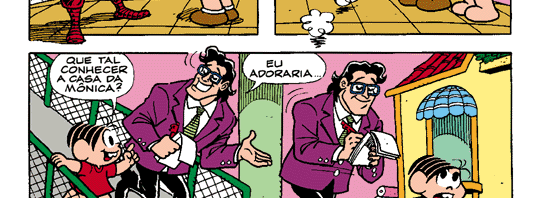 QUE TAL
CONHECER
A CASA DA
MÔNICA?
EU
ADORARIA...